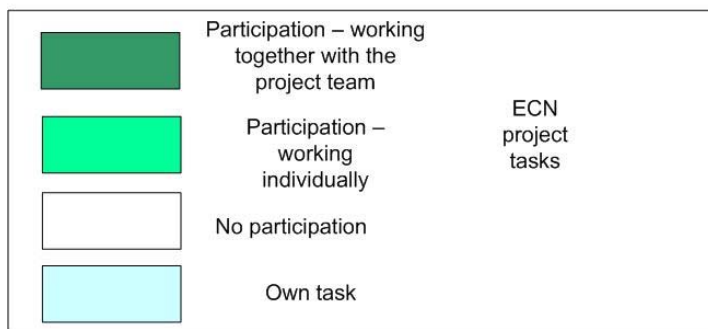 Participation – working
together with the
project team
ECN
project
tasks
Participation –
working
individually
No participation
Own task